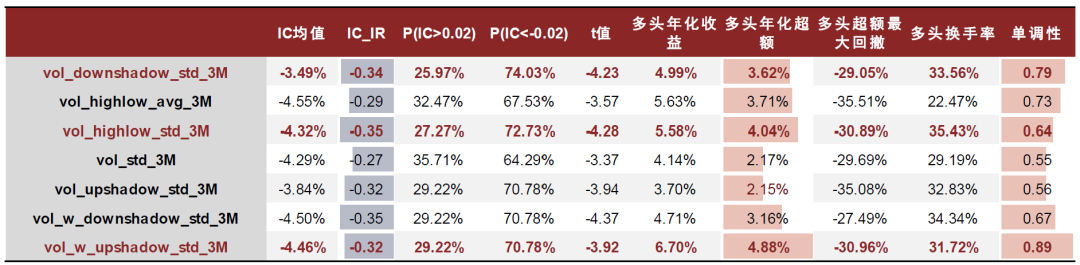 IC均值 IC_IR P(IC>0.02) P(IC<-0.02) t值 多头年化收益 多头年化超额 多头超额最大回撤 多头换手率 单调性
vol_downshadow_std_3M -3.49% -0.34 25.97% 74.03% -4.23 4.99% 3.62% -29.05% 33.56% 0.79
vol_highlow_avg_3M -4.55% -0.29 32.47% 67.53% -3.57 5.63% 3.71% -35.51% 22.47% 0.73
vol_highlow_std_3M -4.32% -0.35 27.27% 72.73% -4.28 5.58% 4.04% -30.89% 35.43% 0.64
vol_std_3M -4.29% -0.27 35.71% 64.29% -3.37 4.14% 2.17% -29.69% 29.19% 0.55
vol_upshadow_std_3M -3.84% -0.32 29.22% 70.78% -3.94 3.70% 2.15% -35.08% 32.83% 0.56
vol_w_downshadow_std_3M -4.50% -0.35 29.22% 70.78% -4.37 4.71% 3.16% -27.49% 34.34% 0.67
vol_w_upshadow_std_3M -4.46% -0.32 29.22% 70.78% -3.92 6.70% 4.88% -30.96% 31.72% 0.89